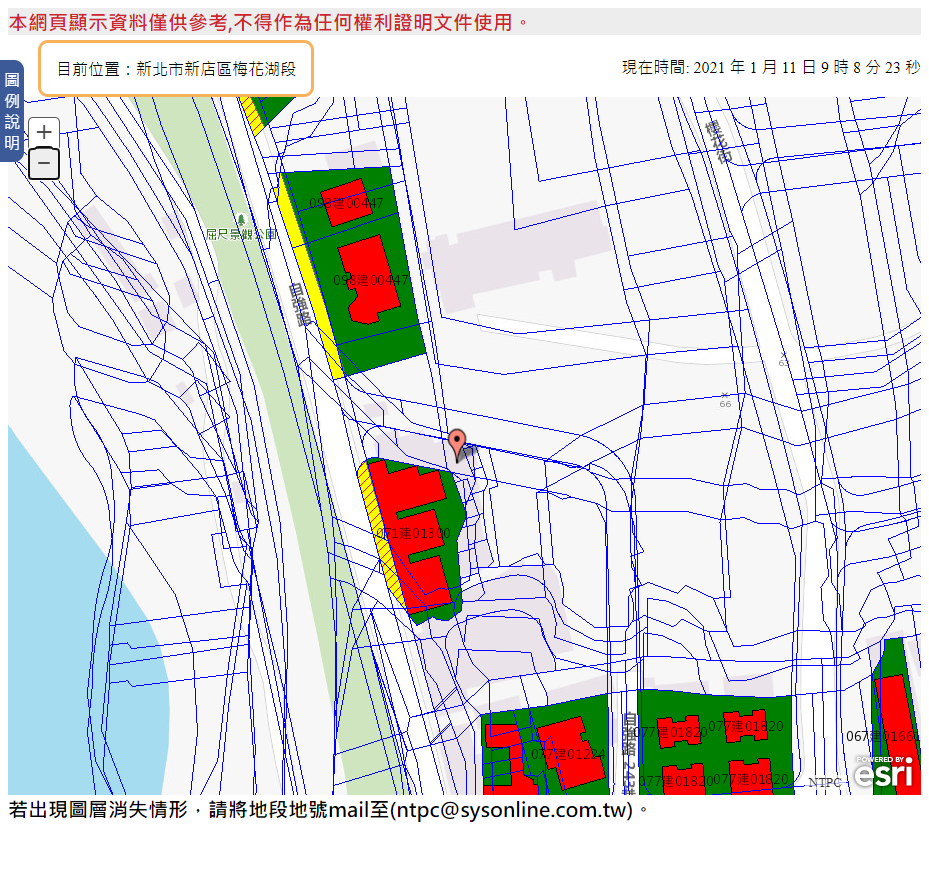 本網頁顯示資料僅供參考,不得作為任何權利證明文件使用。
目前位置：新北市新店區梅花湖段
現在時間: 2021 年 1 月 11 日 9 時 8 分 23 秒
圖例說明
+
−
櫻花街
093建00447
屈尺景觀公園
093建00447
自強路
63
66
071建01300
自強路 243巷
077建01820
077建01820
067建0166
077建01224
077建01820
077建01820
NTPC
POWERED BY
esri
若出現圖層消失情形，請將地段地號mail至(ntpc@sysonline.com.tw)。